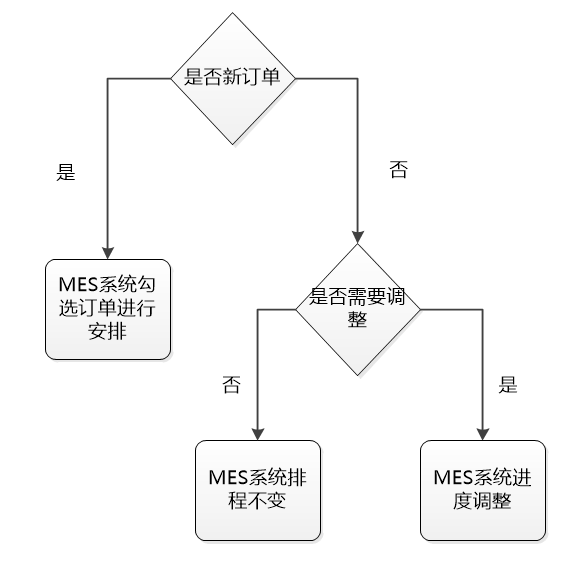 是否新订单
是
否
MES系统勾
选订单进行
安排
是否需要调
整
否
是
MES系统排
程不变
MES系统进
度调整